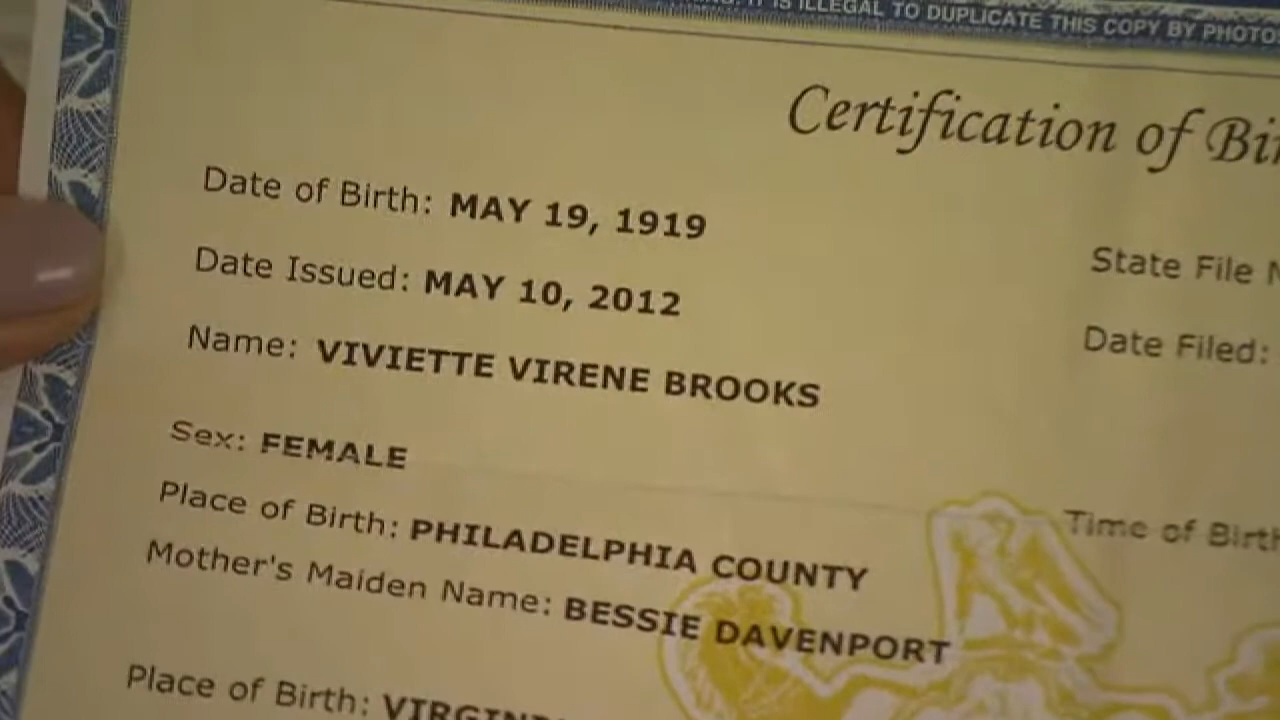 IS ILLEGAL TO DUPLICATE THIS COPY BY PHOTOS
Certification of Bi
Date of Birth: MAY 19, 1919
Date Issued: MAY 10, 2012
State File N
Name: VIVIETTE VIRENE BROOKS
Date Filed:
Sex: FEMALE
Place of Birth: PHILADELPHIA COUNTY
Time of Birth
Mother's Maiden Name: BESSIE DAVENPORT
Place of Birth: